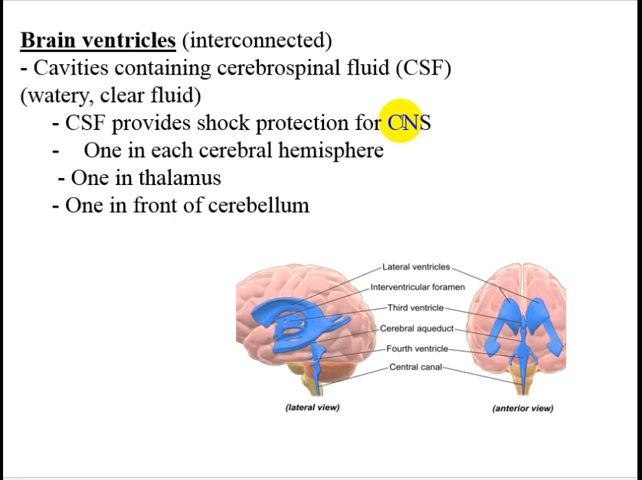 Brain ventricles (interconnected)
- Cavities containing cerebrospinal fluid (CSF)
(watery, clear fluid)
- CSF provides shock protection for CNS
- One in each cerebral hemisphere
- One in thalamus
- One in front of cerebellum
Lateral ventricles
Interventricular foramen
Third ventricle
Cerebral aqueduct
Fourth ventricle
Central canal
(lateral view)
(anterior view)